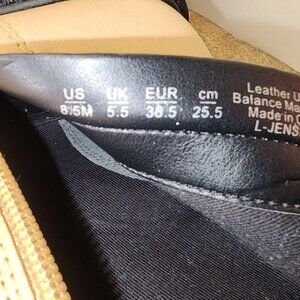 US UK EUR cm
8.5M 5.5 38.5 25.5
Leather U
Balance Ma
Made in
L-JENS